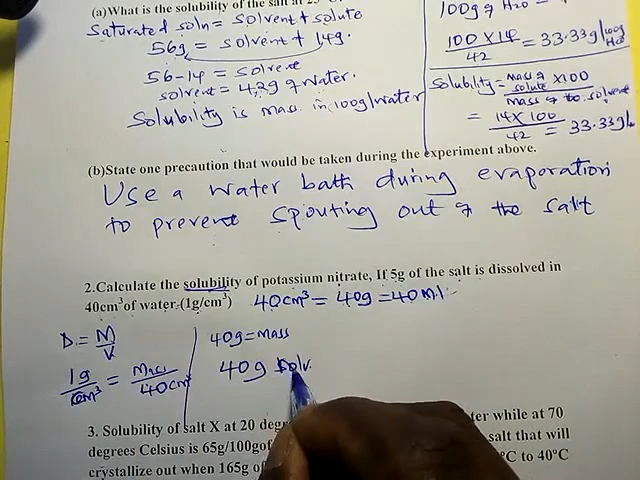 (a)What is the solubility of the salt at 25
Saturated soln = Solvent + Solute
56g = Solvent + 14g.
56-14 = Solvent
Solvent = 42g of water.
Solubility is mass in 100g/water
100g of H2O =
100 x 14 = 33.33g/100g H2O
42
Solubility = mass of solute x 100
mass of solvent
= 14 x 100 = 33.33g/
42
(b)State one precaution that would be taken during the experiment above.
Use a water bath during evaporation
to prevent spouting out of the salt
2.Calculate the solubility of potassium nitrate, If 5g of the salt is dissolved in
40cm³of water.(1g/cm³) 40cm³ = 40g = 40ml
D = M
V
1g = Mass
cm³ 40cm³
40g = mass
40g Solv.
3. Solubility of salt X at 20 deg ter while at 70
degrees Celsius is 65g/100gof salt that will
crystallize out when 165g of °C to 40°C